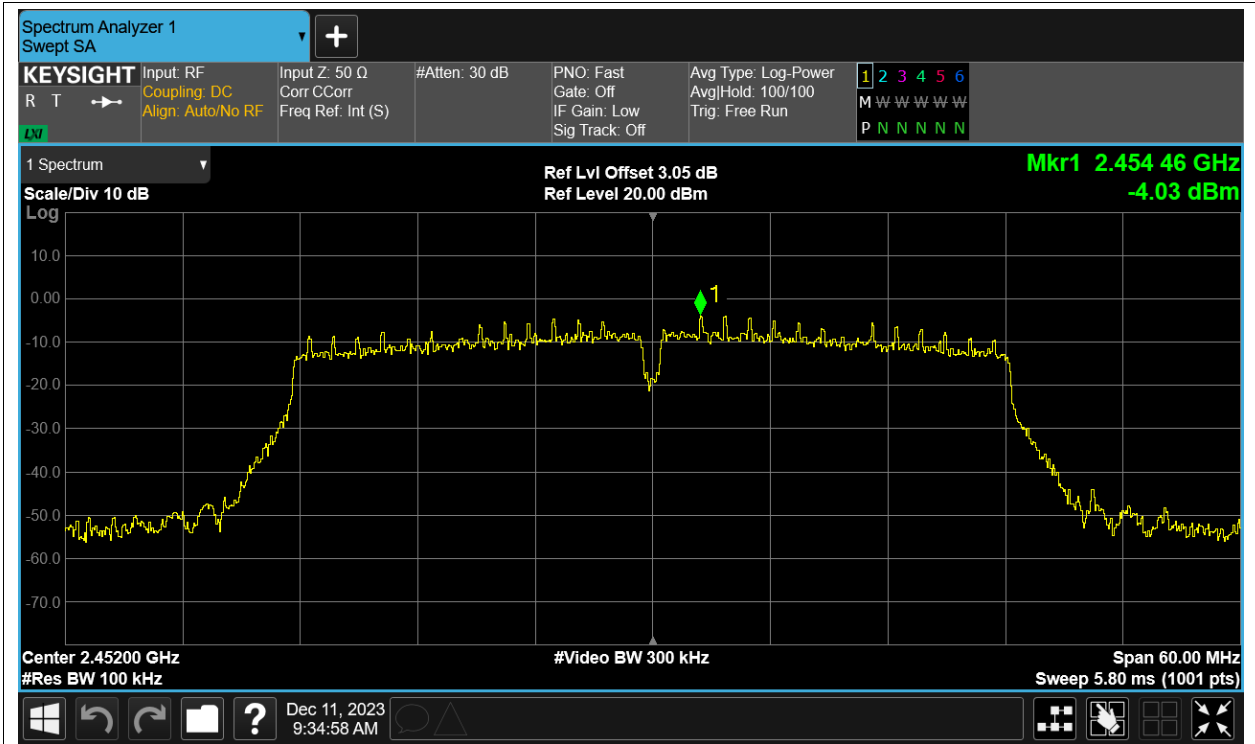 Spectrum Analyzer 1
Swept SA
KEYSIGHT
R T
LXI
Input: RF
Coupling: DC
Align: Auto/No RF
Input Z: 50 Ω
Corr CCorr
Freq Ref: Int (S)
#Atten: 30 dB
PNO: Fast
Gate: Off
IF Gain: Low
Sig Track: Off
Avg Type: Log-Power
Avg|Hold: 100/100
Trig: Free Run
1 2 3 4 5 6
M W W W W W
P N N N N N
1 Spectrum
Scale/Div 10 dB
Log
Ref Lvl Offset 3.05 dB
Ref Level 20.00 dBm
Mkr1 2.454 46 GHz
-4.03 dBm
1
10.0
0.00
-10.0
-20.0
-30.0
-40.0
-50.0
-60.0
-70.0
Center 2.45200 GHz
#Res BW 100 kHz
#Video BW 300 kHz
Span 60.00 MHz
Sweep 5.80 ms (1001 pts)
?
Dec 11, 2023
9:34:58 AM